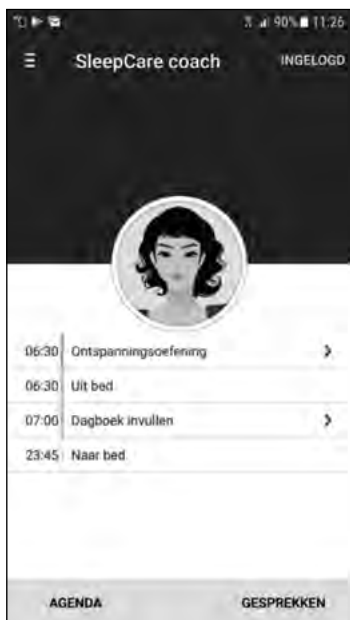 90% 11:26
SleepCare coach INGELOGD
06:30 Ontspanningsoefening
06:30 Uit bed
07:00 Dagboek invullen
23:45 Naar bed
AGENDA GESPREKKEN